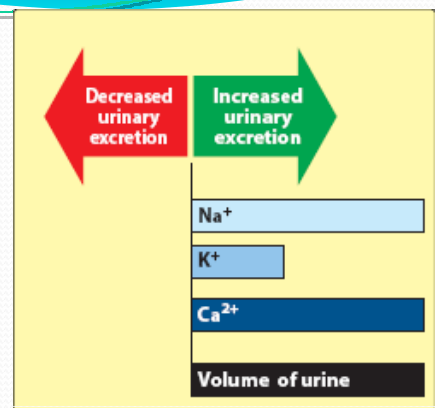 Decreased
urinary
excretion
Increased
urinary
excretion
Na⁺
K⁺
Ca²⁺
Volume of urine